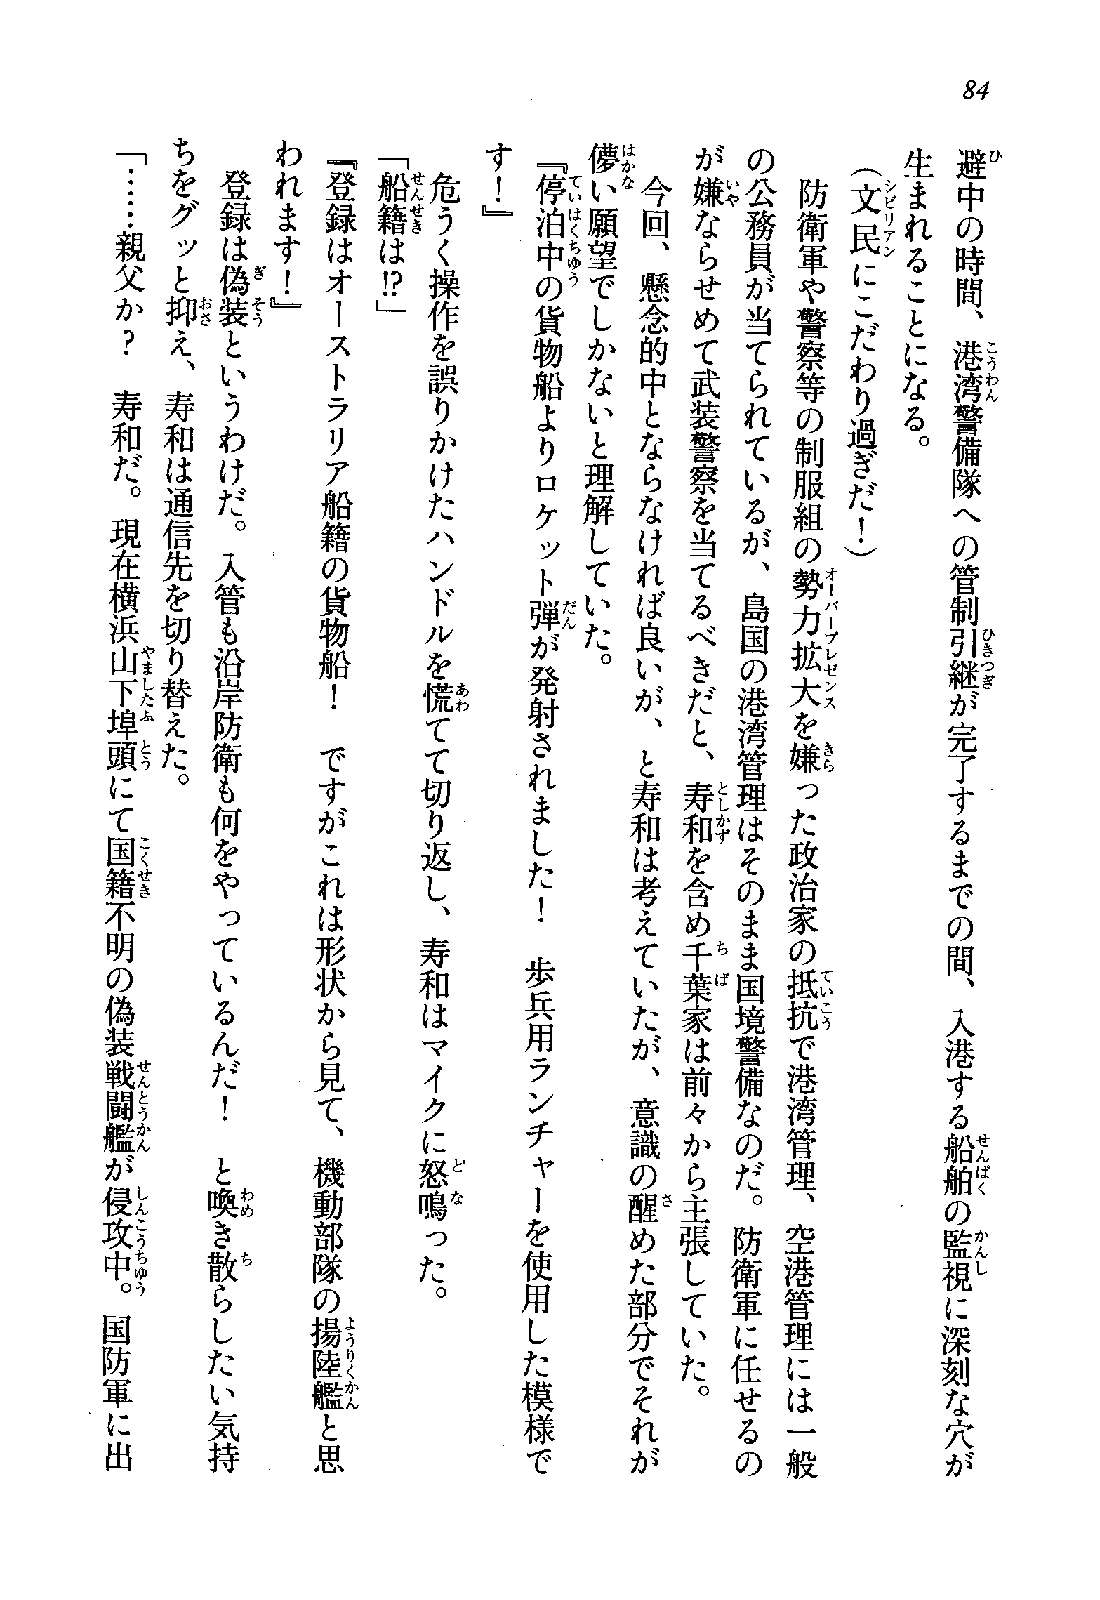 84
避中の時間、港湾警備隊への管制引継が完了するまでの間、入港する船舶の監視に深刻な穴が
生まれることになる。
（文民にこだわり過ぎだ！）
防衛軍や警察等の制服組の勢力拡大を嫌った政治家の抵抗で港湾管理、空港管理には一般
の公務員が当てられているが、島国の港湾管理はそのまま国境警備なのだ。防衛軍に任せるの
が嫌ならせめて武装警察を当てるべきだと、寿和を含め千葉家は前々から主張していた。
今回、懸念的中とならなければ良いが、と寿和は考えていたが、意識の醒めた部分でそれが
儚い願望でしかないと理解していた。
『停泊中の貨物船よりロケット弾が発射されました！　歩兵用ランチャーを使用した模様で
す！』
危うく操作を誤りかけたハンドルを慌てて切り返し、寿和はマイクに怒鳴った。
「船籍は!?」
『登録はオーストラリア船籍の貨物船！　ですがこれは形状から見て、機動部隊の揚陸艦と思
われます！』
登録は偽装というわけだ。入管も沿岸防衛も何をやっているんだ！　と喚き散らしたい気持
ちをグッと抑え、寿和は通信先を切り替えた。
「……親父か？　寿和だ。現在横浜山下埠頭にて国籍不明の偽装戦闘艦が侵攻中。国防軍に出